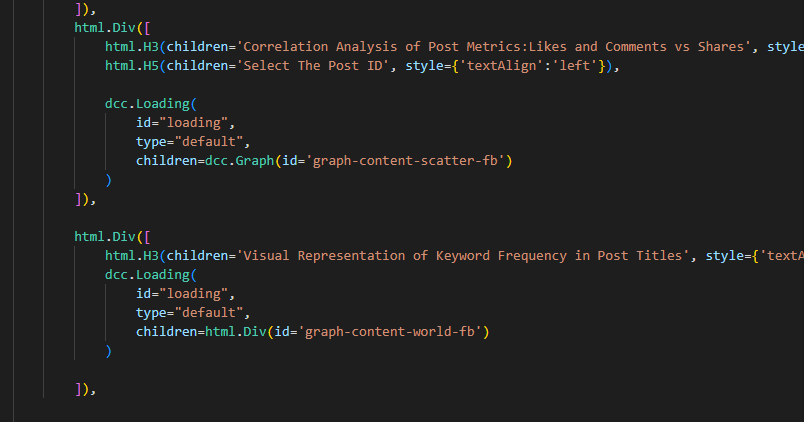 ]),
html.Div([
html.H3(children='Correlation Analysis of Post Metrics:Likes and Comments vs Shares', style
html.H5(children='Select The Post ID', style={'textAlign':'left'}),
dcc.Loading(
id="loading",
type="default",
children=dcc.Graph(id='graph-content-scatter-fb')
)
]),
html.Div([
html.H3(children='Visual Representation of Keyword Frequency in Post Titles', style={'textA
dcc.Loading(
id="loading",
type="default",
children=html.Div(id='graph-content-world-fb')
)
]),